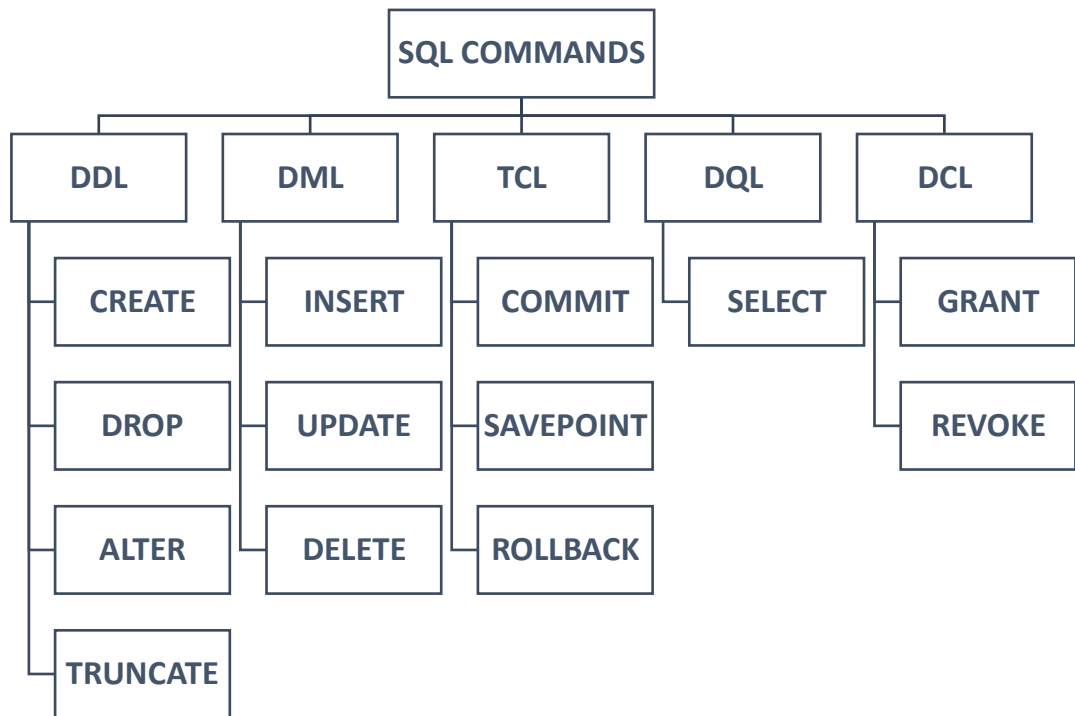 SQL COMMANDS
DDL
DML
TCL
DQL
DCL
CREATE
INSERT
COMMIT
SELECT
GRANT
DROP
UPDATE
SAVEPOINT
REVOKE
ALTER
DELETE
ROLLBACK
TRUNCATE